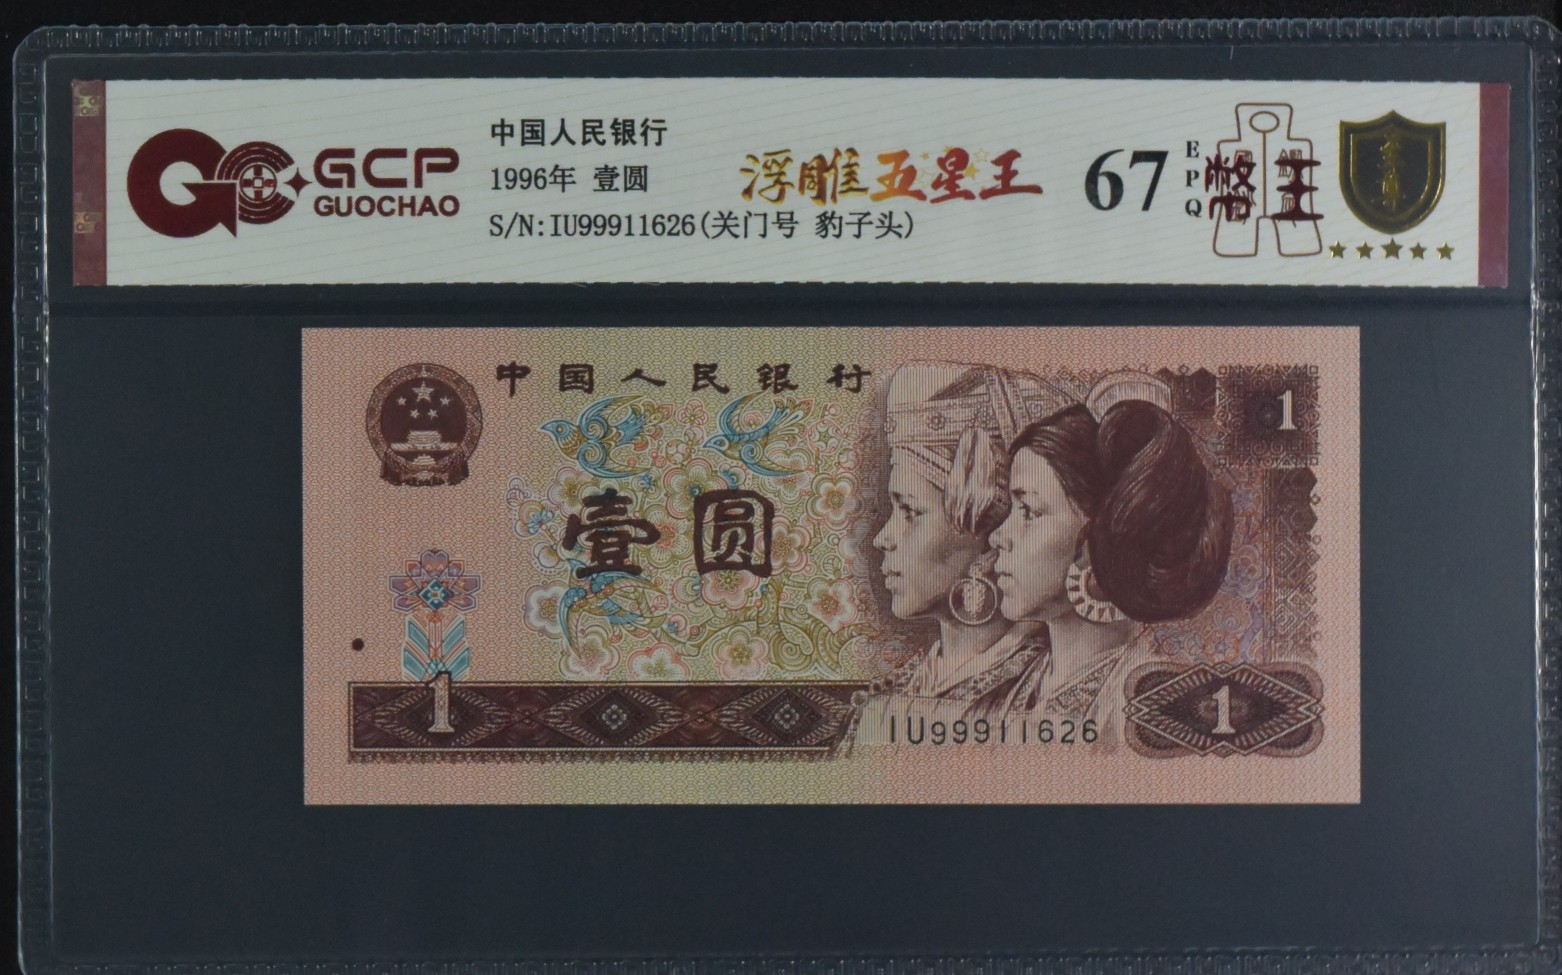 GCP
GUOCHAO
中国人民银行
1996年 壹圆
S/N:IU99911626(关门号 豹子头)
浮雕五星王
67
EPQ
中国人民银行
1
壹圆
1
IU99911626
1